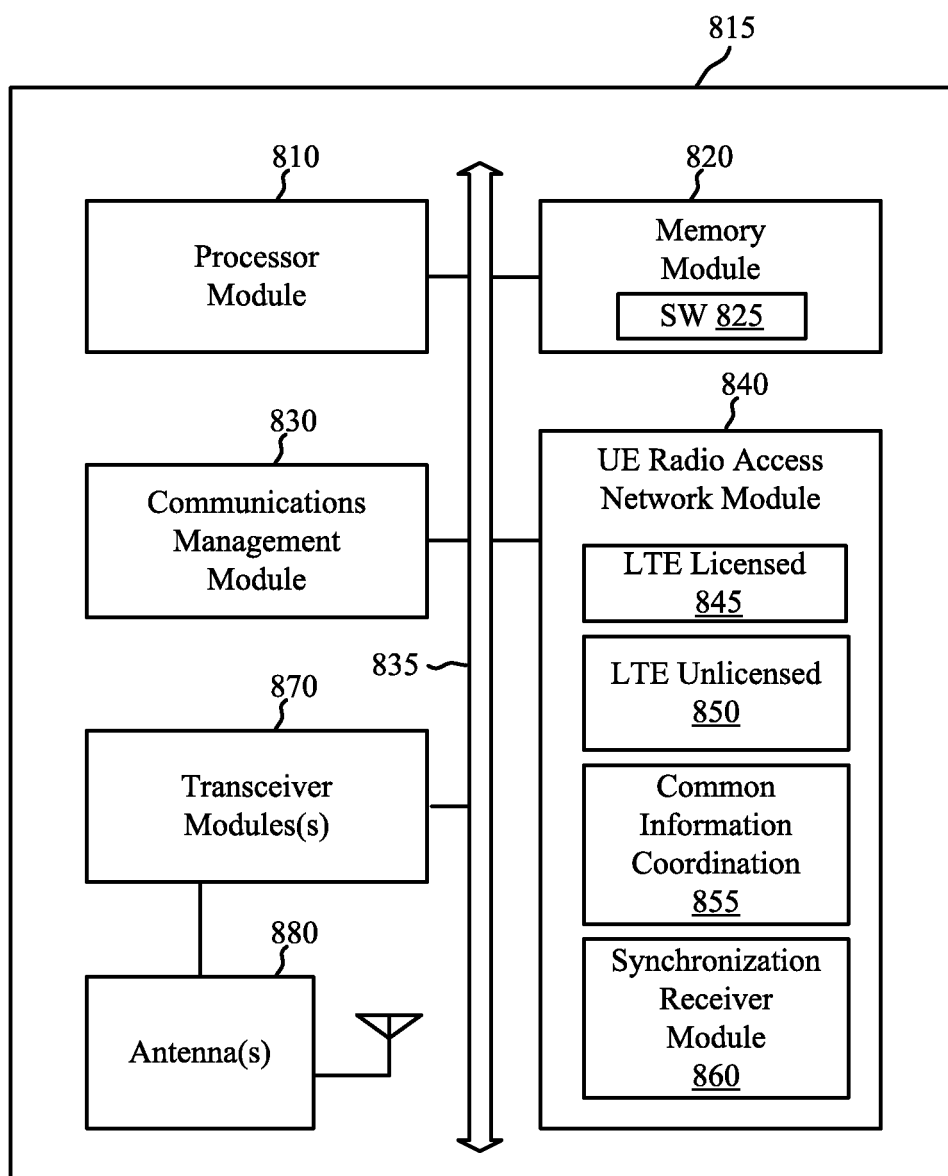 815
810
Processor
Module
820
Memory
Module
SW 825
830
Communications
Management
Module
840
UE Radio Access
Network Module
LTE Licensed
845
LTE Unlicensed
850
Common
Information
Coordination
855
Synchronization
Receiver
Module
860
835
870
Transceiver
Modules(s)
880
Antenna(s)